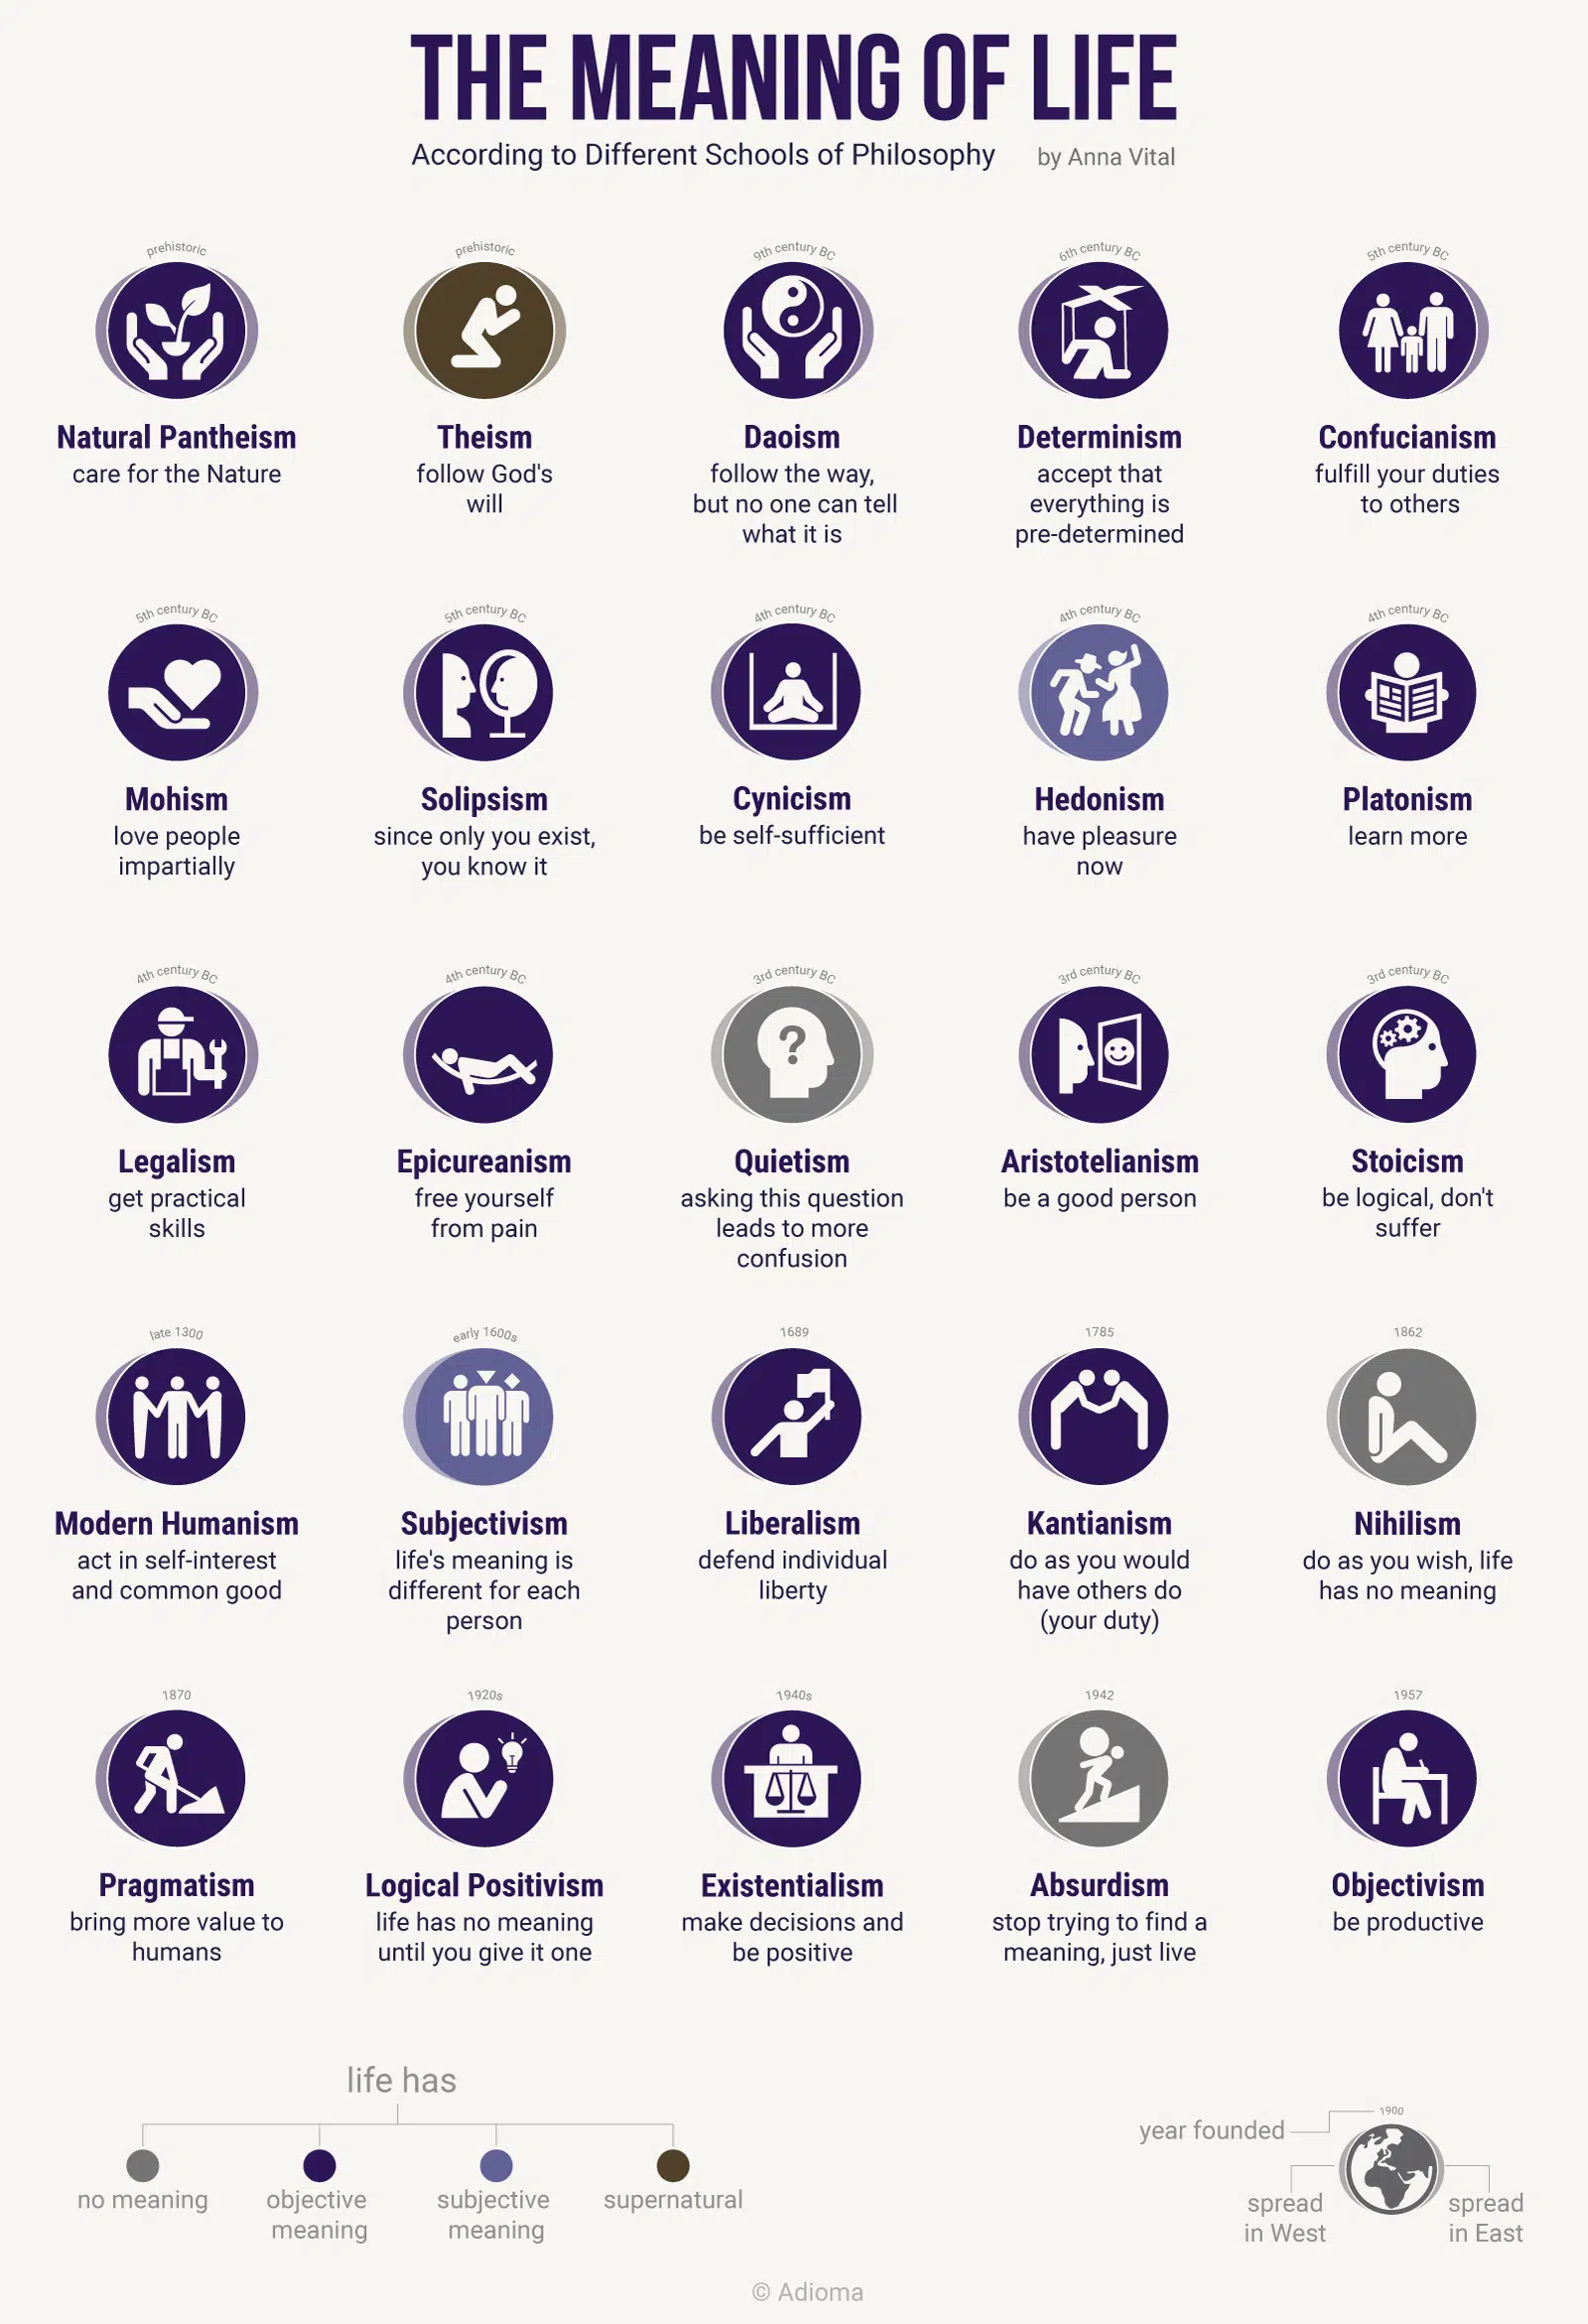 THE MEANING OF LIFE
According to Different Schools of Philosophy by Anna Vital
prehistoric
Natural Pantheism
care for the Nature
prehistoric
Theism
follow God's
will
9th century BC
Daoism
follow the way,
but no one can tell
what it is
6th century BC
Determinism
accept that
everything is
pre-determined
5th century BC
Confucianism
fulfill your duties
to others
5th century BC
Mohism
love people
impartially
5th century BC
Solipsism
since only you exist,
you know it
4th century BC
Cynicism
be self-sufficient
4th century BC
Hedonism
have pleasure
now
4th century BC
Platonism
learn more
4th century BC
Legalism
get practical
skills
4th century BC
Epicureanism
free yourself
from pain
3rd century BC
?
Quietism
asking this question
leads to more
confusion
3rd century BC
Aristotelianism
be a good person
3rd century BC
Stoicism
be logical, don't
suffer
late 1300
Modern Humanism
act in self-interest
and common good
early 1600s
Subjectivism
life's meaning is
different for each
person
1689
Liberalism
defend individual
liberty
1785
Kantianism
do as you would
have others do
(your duty)
1862
Nihilism
do as you wish, life
has no meaning
1870
Pragmatism
bring more value to
humans
1920s
Logical Positivism
life has no meaning
until you give it one
1940s
Existentialism
make decisions and
be positive
1942
Absurdism
stop trying to find a
meaning, just live
1957
Objectivism
be productive
life has
no meaning
objective
meaning
subjective
meaning
supernatural
1900
year founded
spread
in West
spread
in East
© Adioma